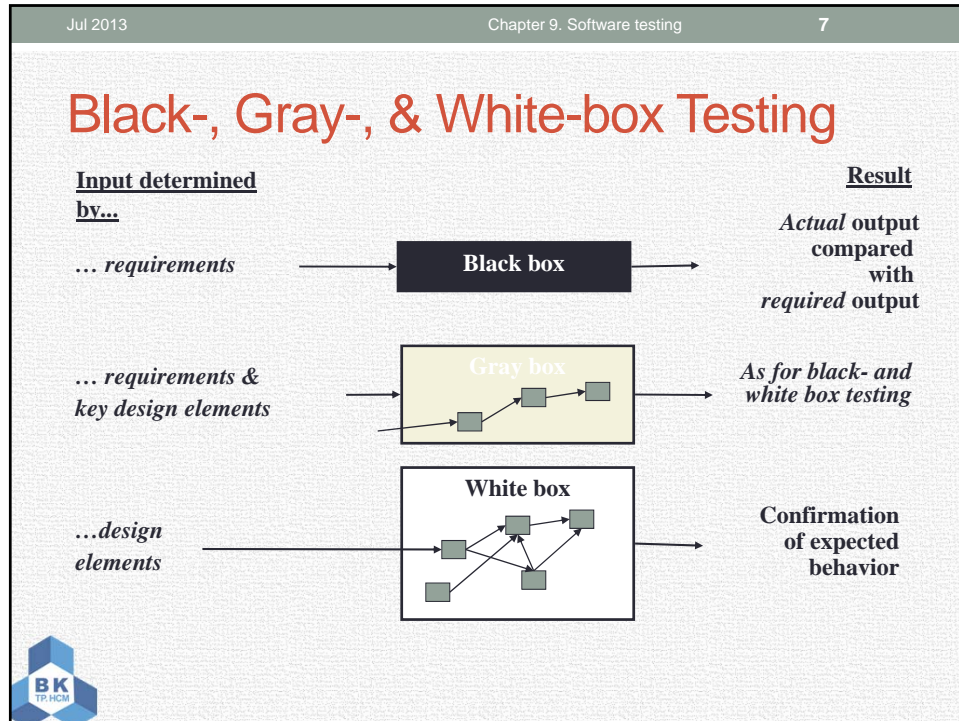 Jul 2013
Chapter 9. Software testing
7
Black-, Gray-, & White-box Testing
Input determined
by...
Result
… requirements
Black box
Actual output
compared
with
required output
… requirements &
key design elements
Gray box
As for black- and
white box testing
…design
elements
White box
Confirmation
of expected
behavior
BK
TP.HCM